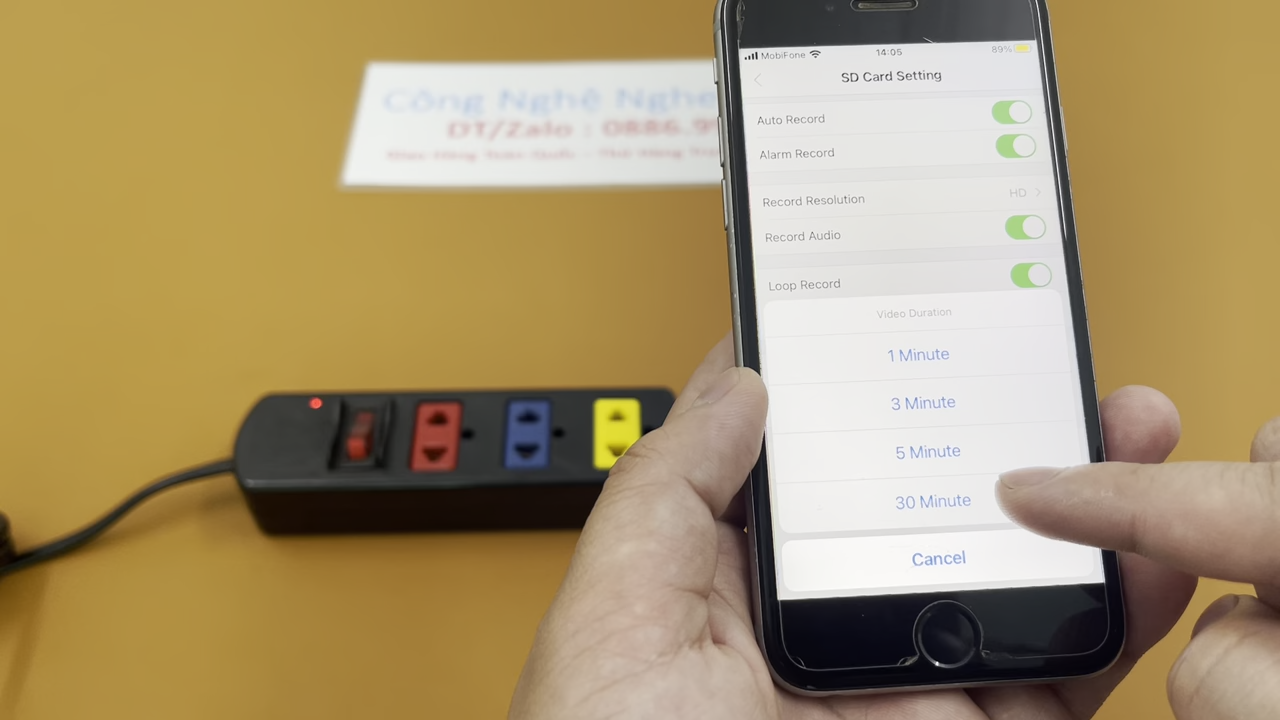 Công Nghệ Nghe
DT/Zalo : 0886.9
MobiFone 14:05 89%
SD Card Setting
Auto Record
Alarm Record
Record Resolution HD
Record Audio
Loop Record
Video Duration
1 Minute
3 Minute
5 Minute
30 Minute
Cancel